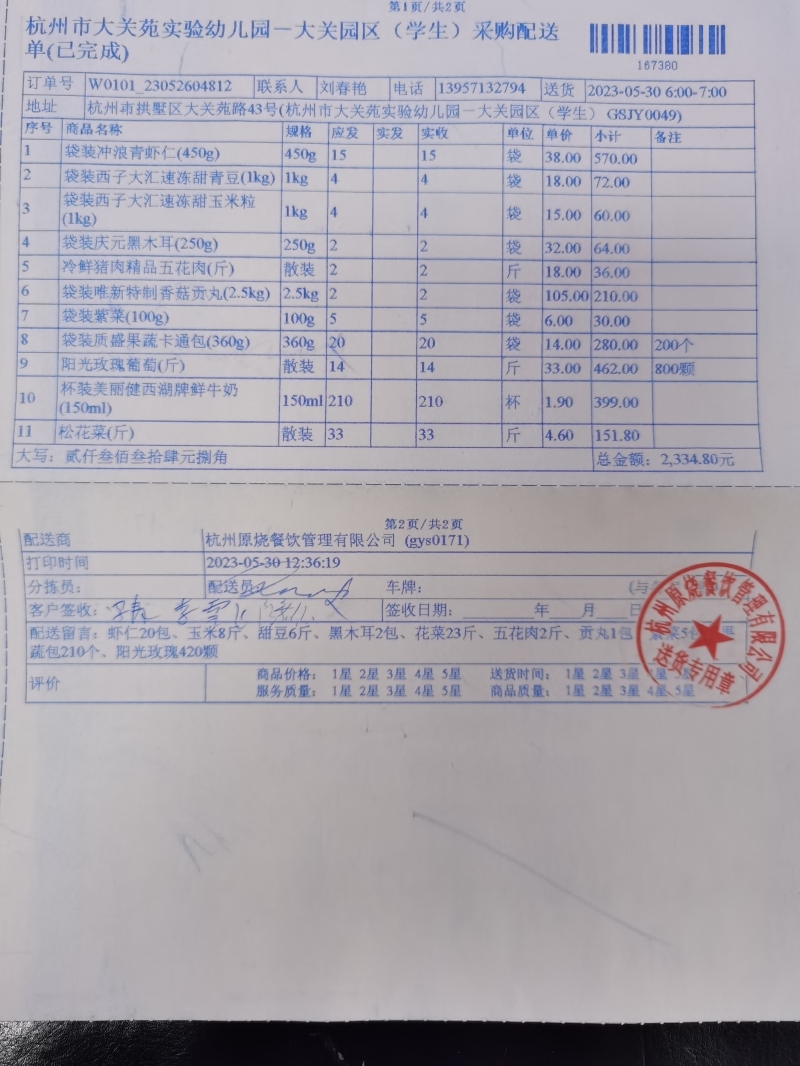 第1页/共2页
杭州市大关苑实验幼儿园－大关园区（学生）采购配送
单(已完成)
167380
订单号 W0101_23052604812 联系人 刘春艳 电话 13957132794 送货 2023-05-30 6:00-7:00
地址 杭州市拱墅区大关苑路43号(杭州市大关苑实验幼儿园－大关园区（学生） GSJY0049)
序号 商品名称 规格 应发 实发 实收 单位 单价 小计 备注
1 袋装冲浪青虾仁(450g) 450g 15 15 袋 38.00 570.00
2 袋装西子大汇速冻甜青豆(1kg) 1kg 4 4 袋 18.00 72.00
3 袋装西子大汇速冻甜玉米粒 1kg 4 4 袋 15.00 60.00
(1kg)
4 袋装庆元黑木耳(250g) 250g 2 2 袋 32.00 64.00
5 冷鲜猪肉精品五花肉(斤) 散装 2 2 斤 18.00 36.00
6 袋装唯新特制香菇贡丸(2.5kg) 2.5kg 2 2 袋 105.00 210.00
7 袋装紫菜(100g) 100g 5 5 袋 6.00 30.00
8 袋装质盛果蔬卡通包(360g) 360g 20 20 袋 14.00 280.00 200个
9 阳光玫瑰葡萄(斤) 散装 14 14 斤 33.00 462.00 800颗
10 杯装美丽健西湖牌鲜牛奶 150ml 210 210 杯 1.90 399.00
(150ml)
11 松花菜(斤) 散装 33 33 斤 4.60 151.80
大写：贰仟叁佰叁拾肆元捌角 总金额：2,334.80元
第2页/共2页
配送商 杭州原烧餐饮管理有限公司 (gys0171)
打印时间 2023-05-30 12:36:19
分拣员： 配送员 车牌： (与
客户签收： 签收日期： 年 月 日
配送留言：虾仁20包、玉米8斤、甜豆6斤、黑木耳2包、花菜23斤、五花肉2斤、贡丸1包、紫菜5
蔬包210个、阳光玫瑰420颗
评价 商品价格： 1星 2星 3星 4星 5星 送货时间： 1星 2星 3星 5星
服务质量： 1星 2星 3星 4星 5星 商品质量： 1星 2星 3星 4星 5星
杭州原烧餐饮管理有限公司
送货专用章